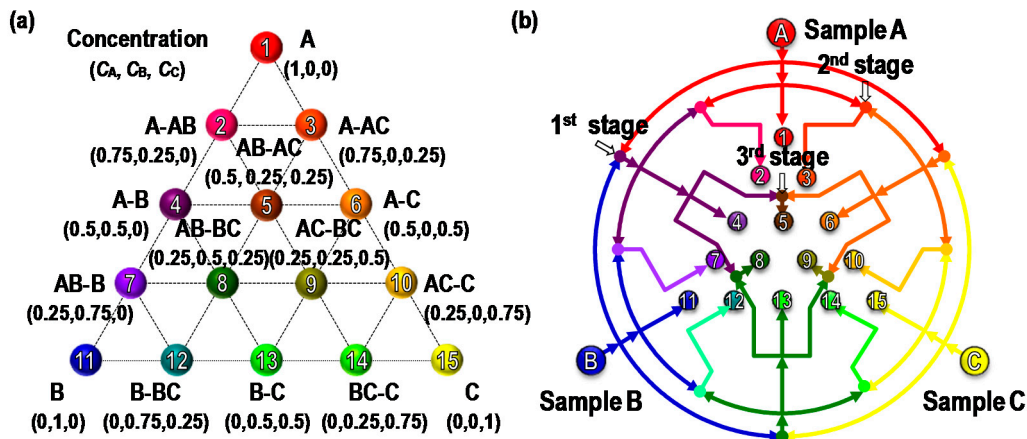 (a)
Concentration
(CA, CB, CC)
1
A
(1,0,0)
A-AB
2
3
A-AC
(0.75,0.25,0)
AB-AC
(0.75,0,0.25)
(0.5, 0.25, 0.25)
A-B
4
5
6
A-C
(0.5,0.5,0)
AB-BC
AC-BC
(0.5,0,0.5)
(0.25,0.5,0.25)
(0.25,0.25,0.5)
AB-B
7
8
9
10
AC-C
(0.25,0.75,0)
(0.25,0,0.75)
11
12
13
14
15
B
B-BC
B-C
BC-C
C
(0,1,0)
(0,0.75,0.25)
(0,0.5,0.5)
(0,0.25,0.75)
(0,0,1)
(b)
A
Sample A
2nd stage
1st stage
1
3rd stage
2
3
4
5
6
7
8
9
10
11
12
13
14
15
B
C
Sample B
Sample C